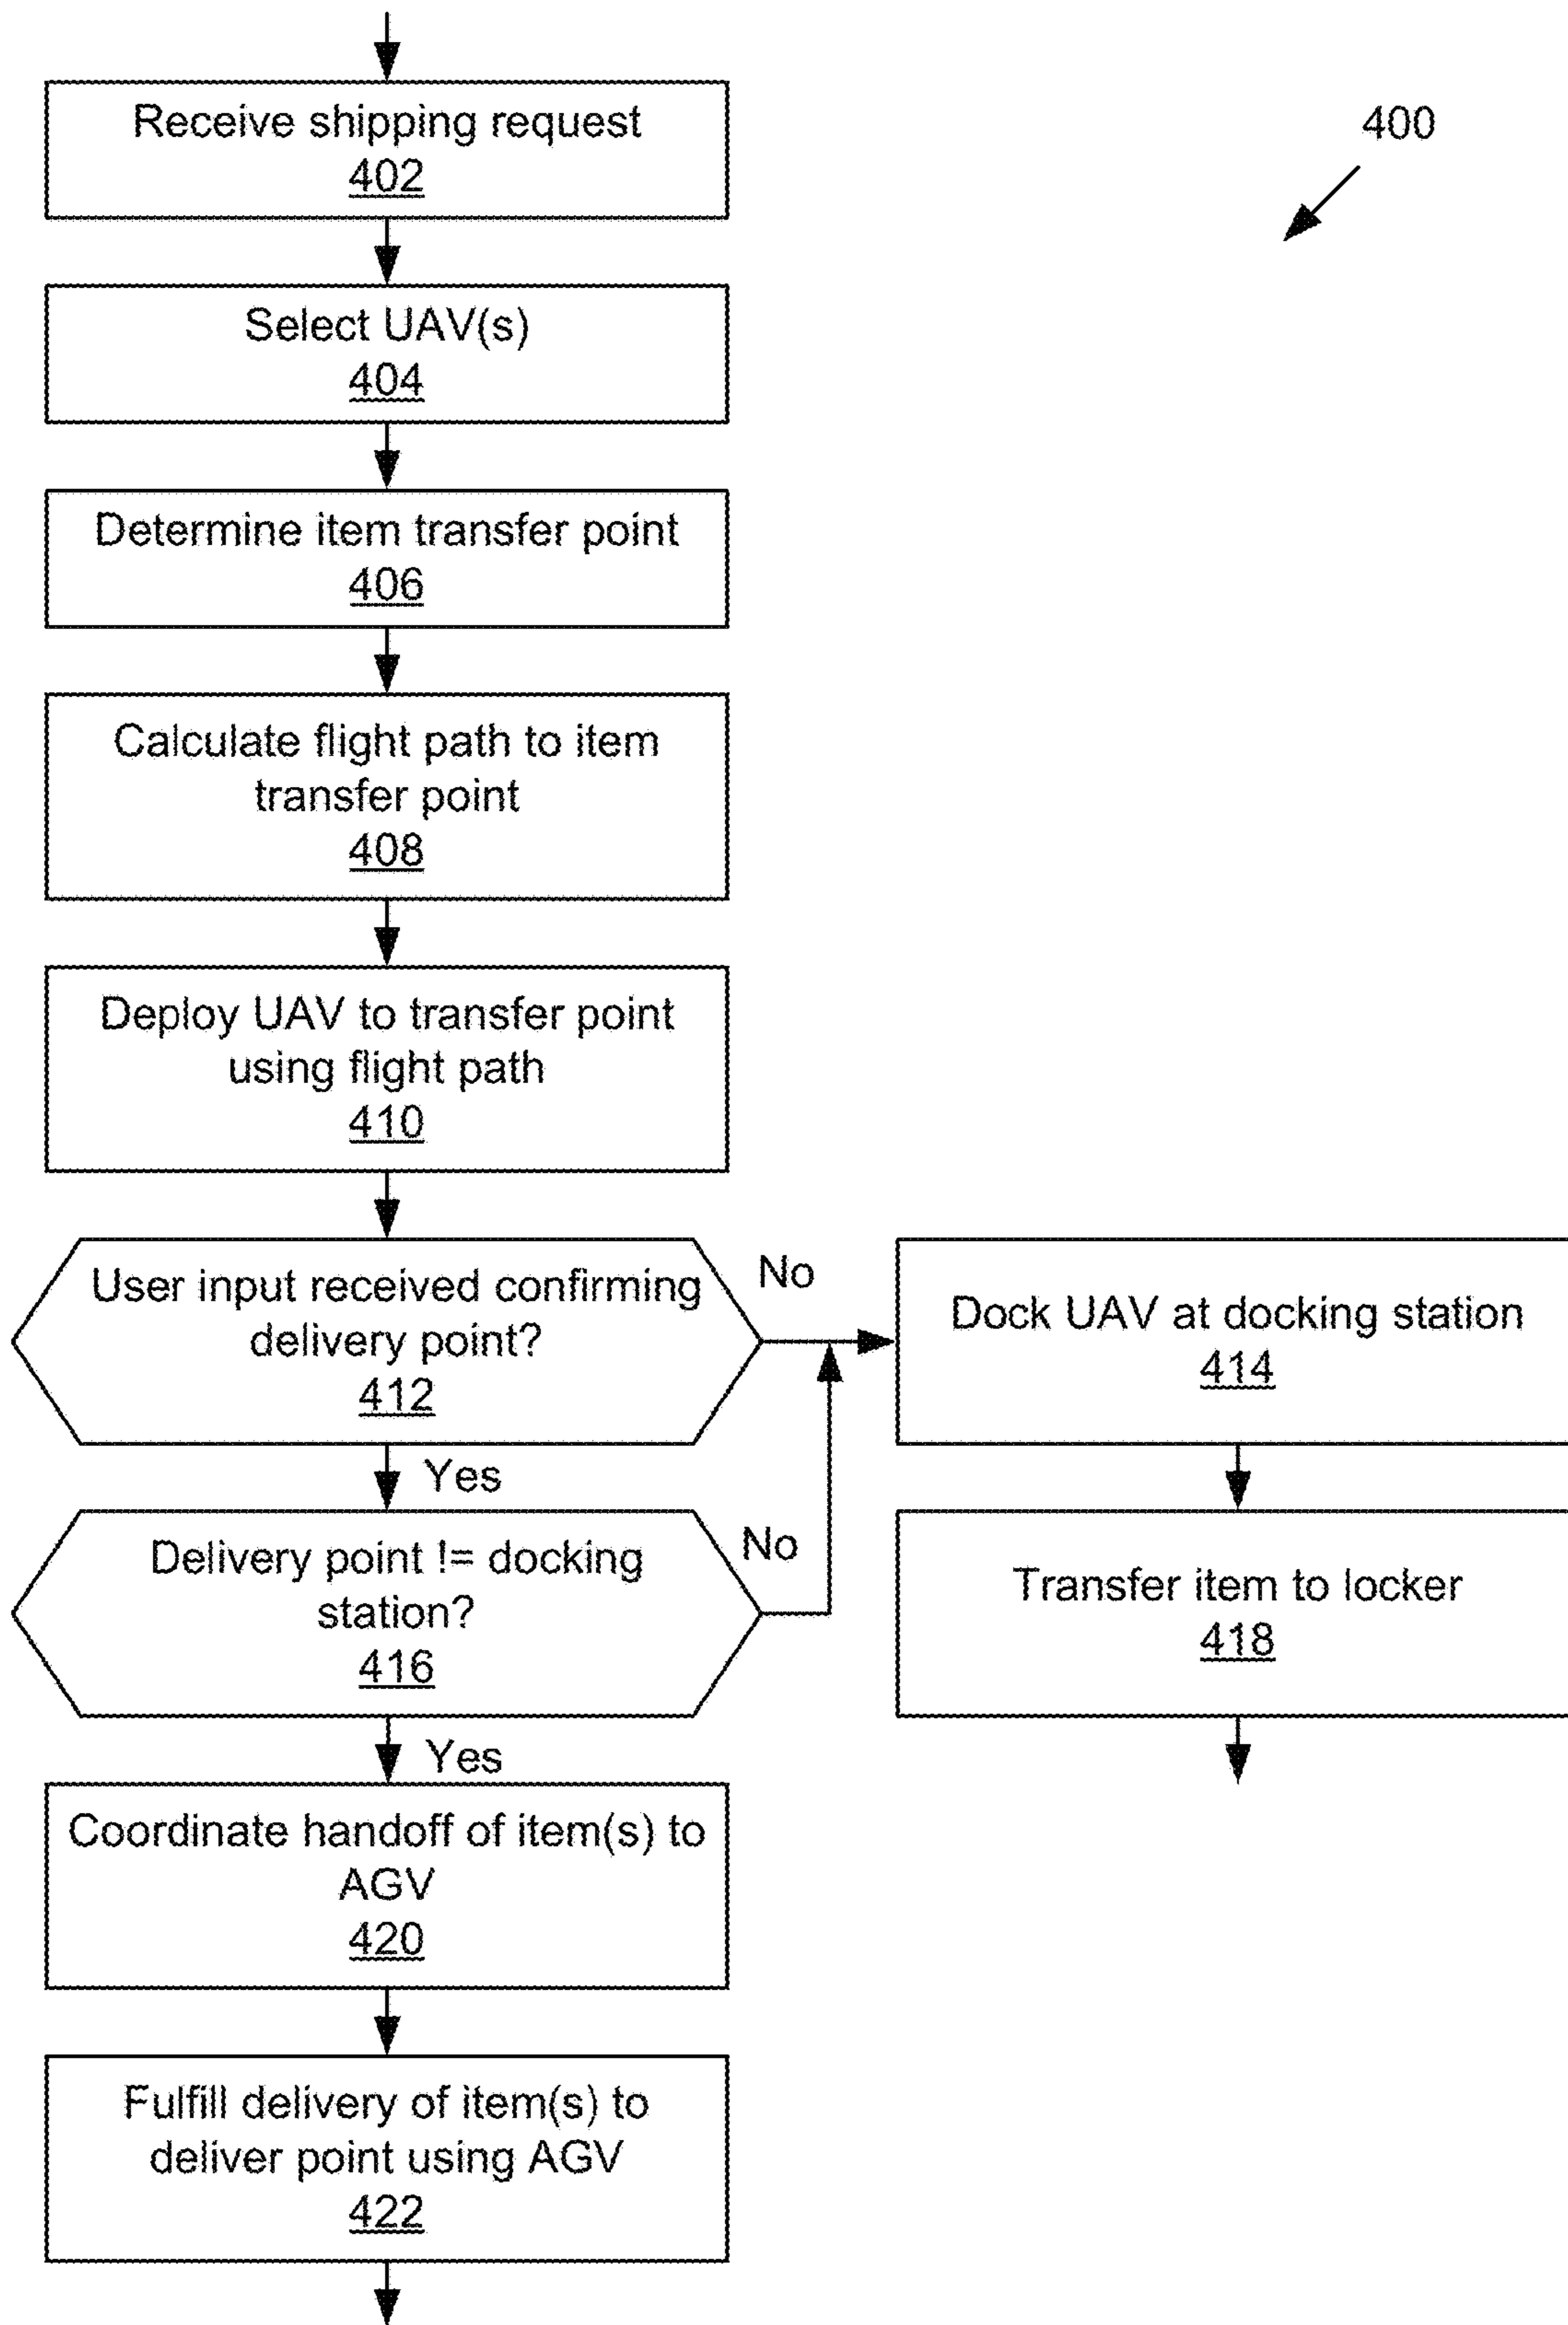 Receive shipping request
402
400
Select UAV(s)
404
Determine item transfer point
406
Calculate flight path to item
transfer point
408
Deploy UAV to transfer point
using flight path
410
User input received confirming
delivery point?
412
No
Dock UAV at docking station
414
Yes
Delivery point != docking
station?
416
No
Transfer item to locker
418
Yes
Coordinate handoff of item(s) to
AGV
420
Fulfill delivery of item(s) to
deliver point using AGV
422